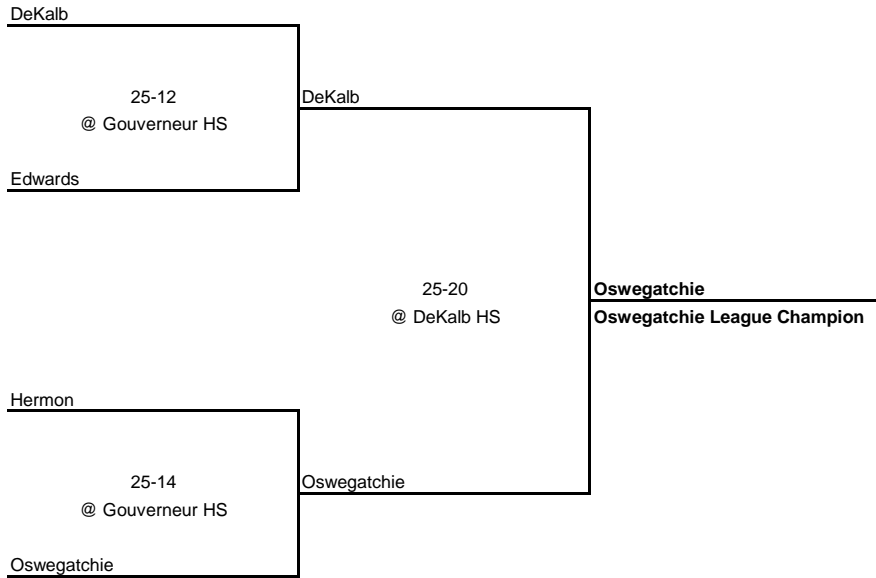 DeKalb
25-12
@ Gouverneur HS
DeKalb
Edwards
25-20
@ DeKalb HS
Oswegatchie
Oswegatchie League Champion
Hermon
25-14
@ Gouverneur HS
Oswegatchie
Oswegatchie